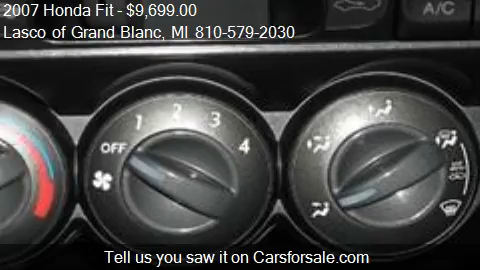 2007 Honda Fit - $9,699.00
Lasco of Grand Blanc, MI 810-579-2030
A/C
1 2 3 4
OFF
Tell us you saw it on Carsforsale.com